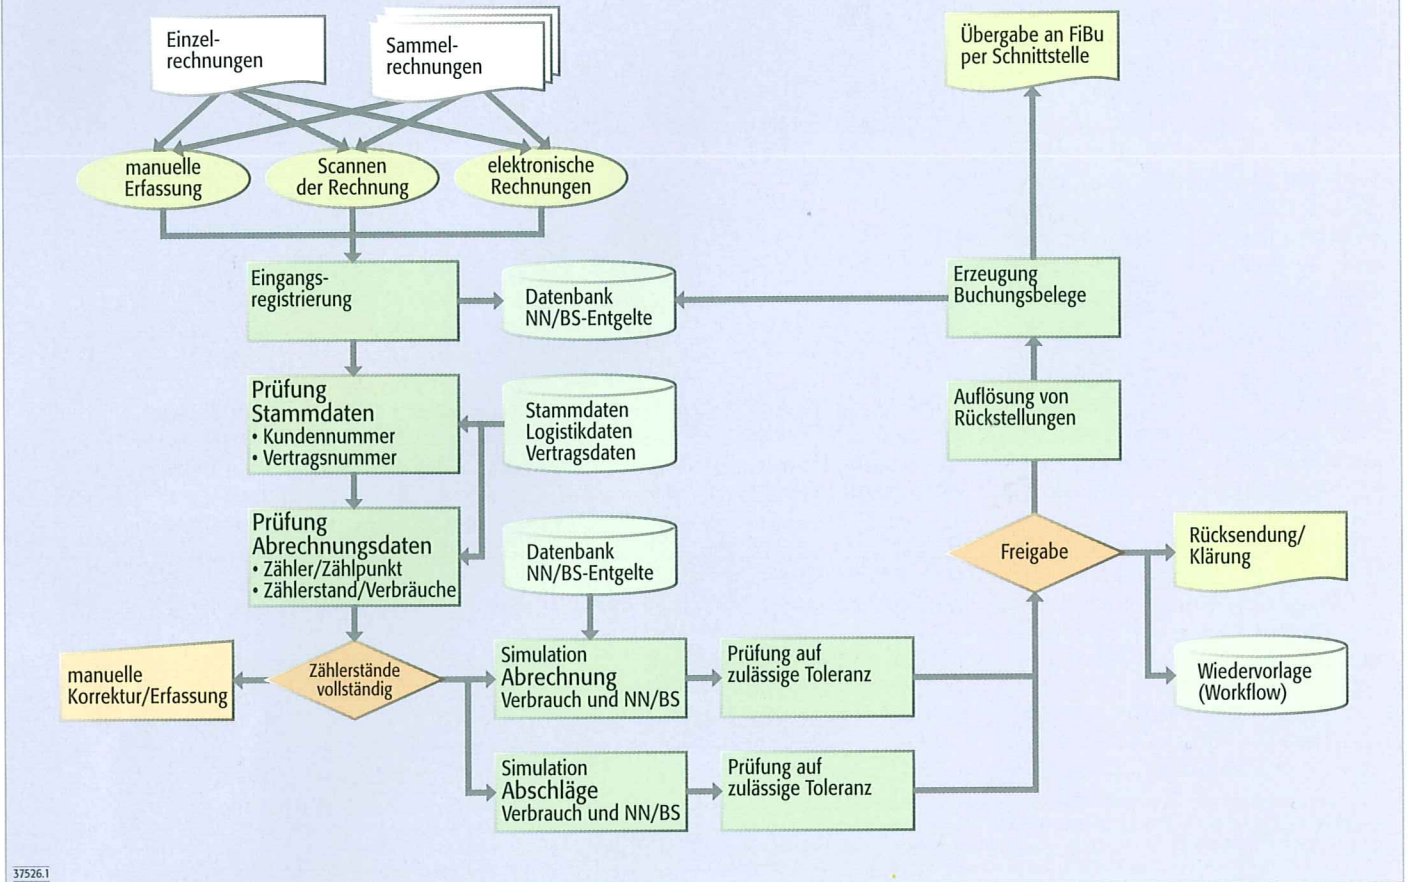 Einzel-
rechnungen
Sammel-
rechnungen
Übergabe an FiBu
per Schnittstelle
manuelle
Erfassung
Scannen
der Rechnung
elektronische
Rechnungen
Eingangs-
registrierung
Datenbank
NN/BS-Entgelte
Erzeugung
Buchungsbelege
Prüfung
Stammdaten
• Kundennummer
• Vertragsnummer
Stammdaten
Logistikdaten
Vertragsdaten
Auflösung von
Rückstellungen
Prüfung
Abrechnungsdaten
• Zähler/Zählpunkt
• Zählerstand/Verbräuche
Datenbank
NN/BS-Entgelte
Freigabe
Rücksendung/
Klärung
manuelle
Korrektur/Erfassung
Zählerstände
vollständig
Simulation
Abrechnung
Verbrauch und NN/BS
Prüfung auf
zulässige Toleranz
Wiedervorlage
(Workflow)
Simulation
Abschläge
Verbrauch und NN/BS
Prüfung auf
zulässige Toleranz
37526.1